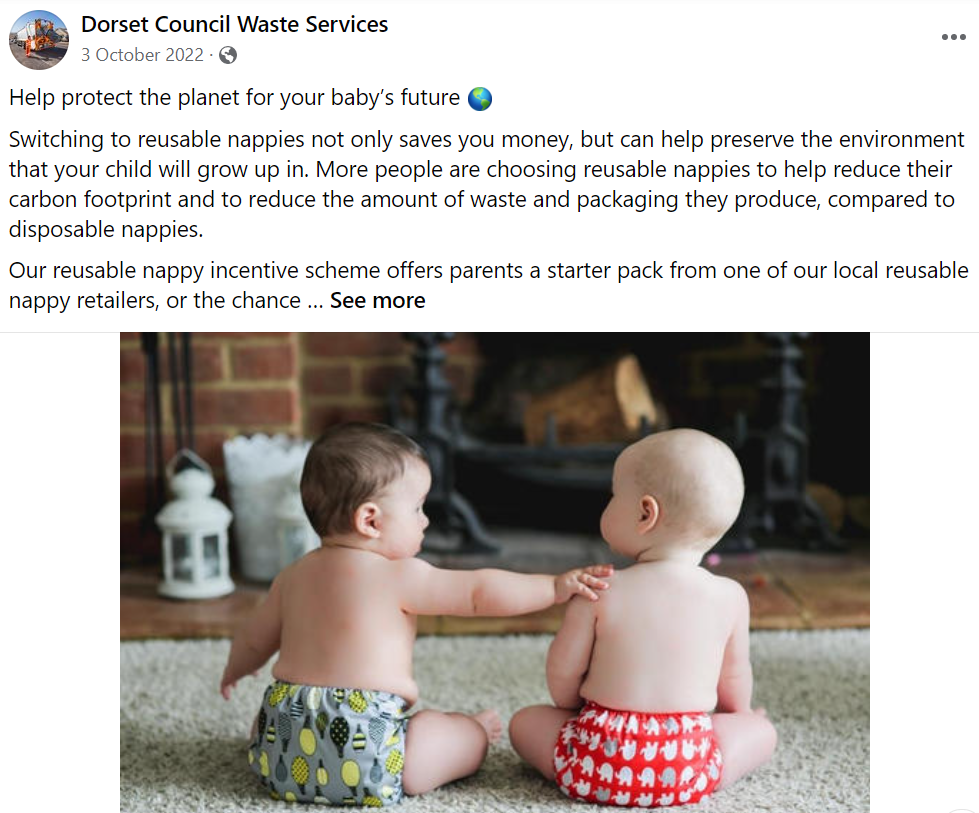 Dorset Council Waste Services
3 October 2022 ·
Help protect the planet for your baby’s future 🌎
Switching to reusable nappies not only saves you money, but can help preserve the environment
that your child will grow up in. More people are choosing reusable nappies to help reduce their
carbon footprint and to reduce the amount of waste and packaging they produce, compared to
disposable nappies.
Our reusable nappy incentive scheme offers parents a starter pack from one of our local reusable
nappy retailers, or the chance ... See more